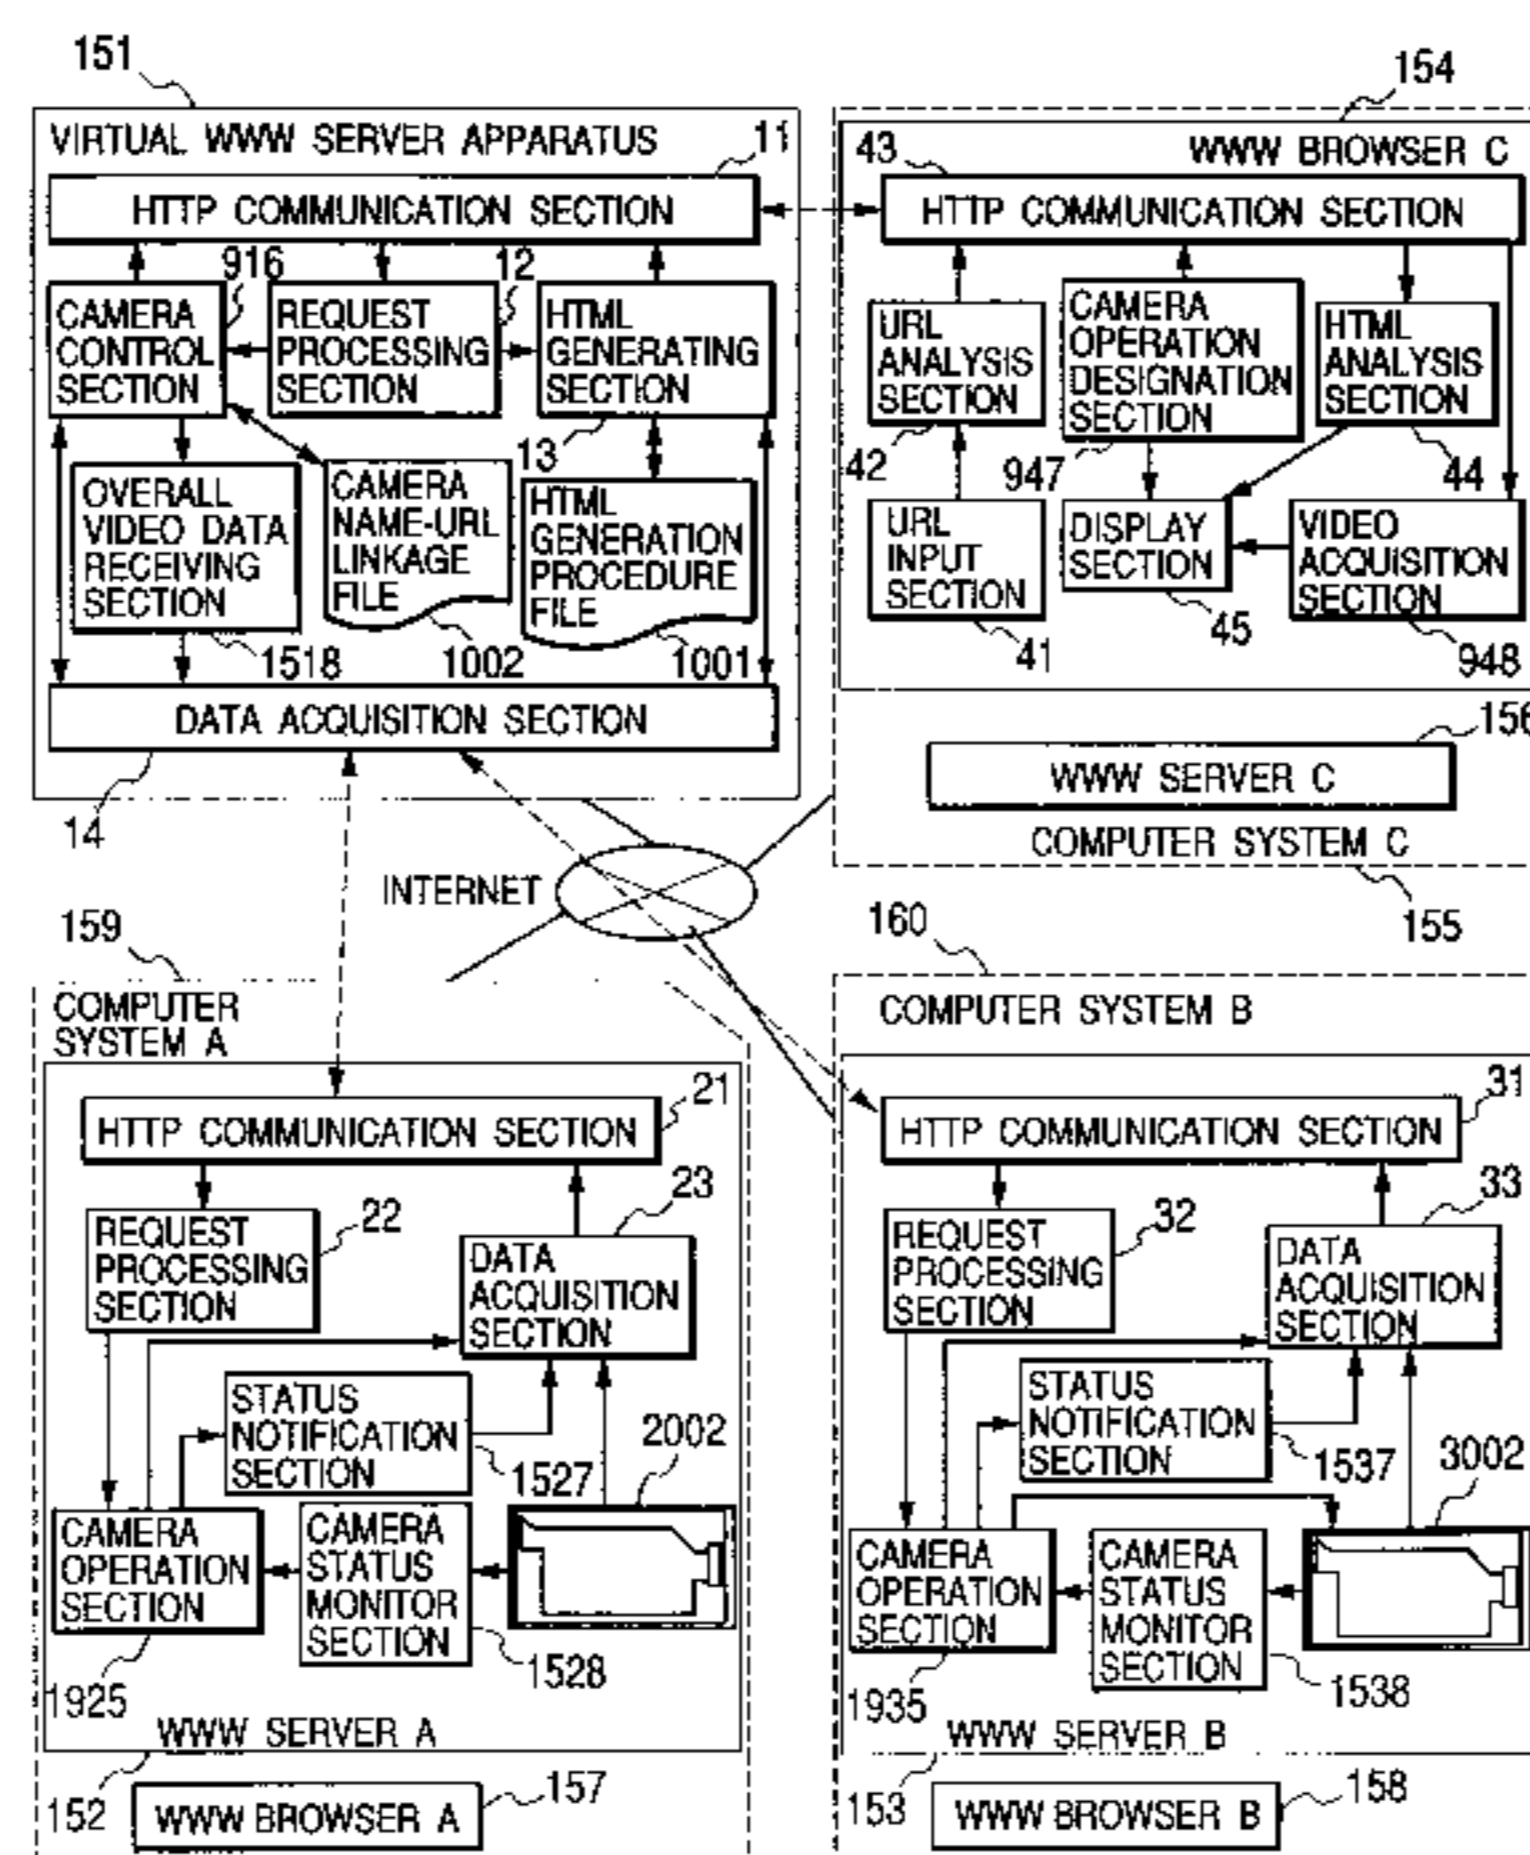 151
VIRTUAL WWW SERVER APPARATUS
11
HTTP COMMUNICATION SECTION
916
12
CAMERA
CONTROL
SECTION
REQUEST
PROCESSING
SECTION
HTML
GENERATING
SECTION
13
OVERALL
VIDEO DATA
RECEIVING
SECTION
1518
CAMERA
NAME-URL
LINKAGE
FILE
1002
HTML
GENERATION
PROCEDURE
FILE
1001
DATA ACQUISITION SECTION
14
154
WWW BROWSER C
43
HTTP COMMUNICATION SECTION
URL
ANALYSIS
SECTION
42
CAMERA
OPERATION
DESIGNATION
SECTION
947
HTML
ANALYSIS
SECTION
44
URL
INPUT
SECTION
41
DISPLAY
SECTION
45
VIDEO
ACQUISITION
SECTION
948
156
WWW SERVER C
COMPUTER SYSTEM C
155
INTERNET
159
COMPUTER
SYSTEM A
21
HTTP COMMUNICATION SECTION
REQUEST
PROCESSING
SECTION
22
23
DATA
ACQUISITION
SECTION
STATUS
NOTIFICATION
SECTION
1527
2002
CAMERA
OPERATION
SECTION
1925
CAMERA
STATUS
MONITOR
SECTION
1528
WWW SERVER A
152
WWW BROWSER A
157
160
COMPUTER SYSTEM B
31
HTTP COMMUNICATION SECTION
REQUEST
PROCESSING
SECTION
32
33
DATA
ACQUISITION
SECTION
STATUS
NOTIFICATION
SECTION
1537
3002
CAMERA
OPERATION
SECTION
1935
CAMERA
STATUS
MONITOR
SECTION
1538
WWW SERVER B
153
WWW BROWSER B
158